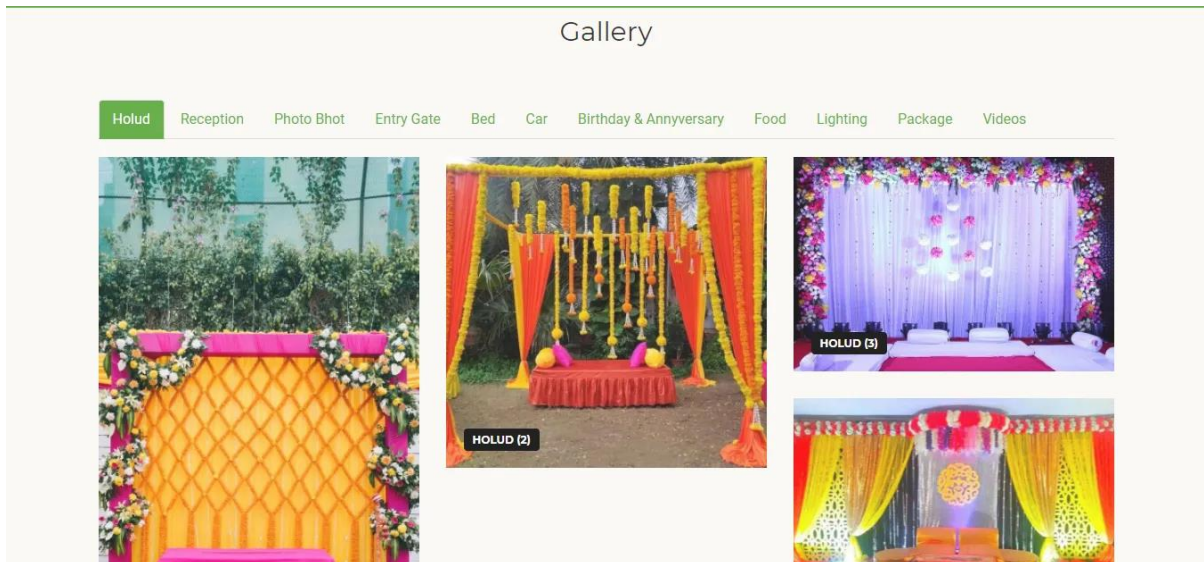 Gallery
Holud Reception Photo Bhot Entry Gate Bed Car Birthday & Annyversary Food Lighting Package Videos
HOLUD (3)
HOLUD (2)